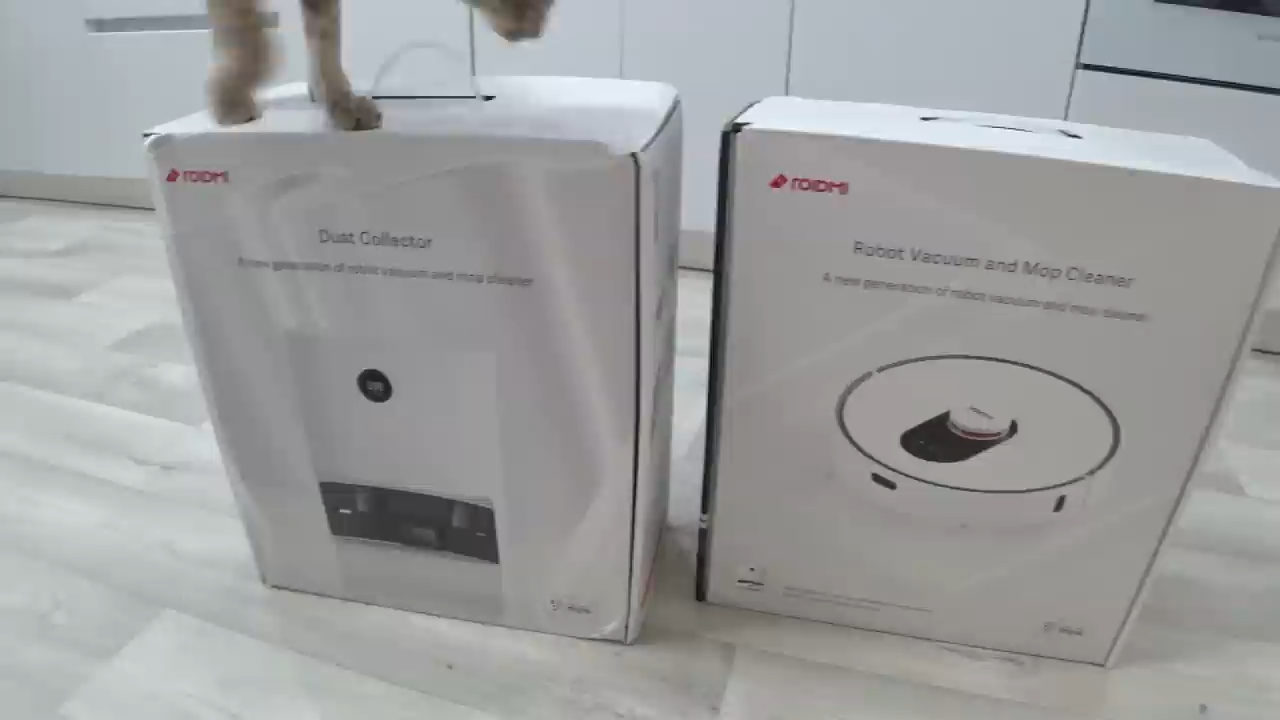 ROIDMI
Dust Collector
A new generation of robot vacuum and mop cleaner
ROIDMI
Robot Vacuum and Mop Cleaner
A new generation of robot vacuum and mop cleaner